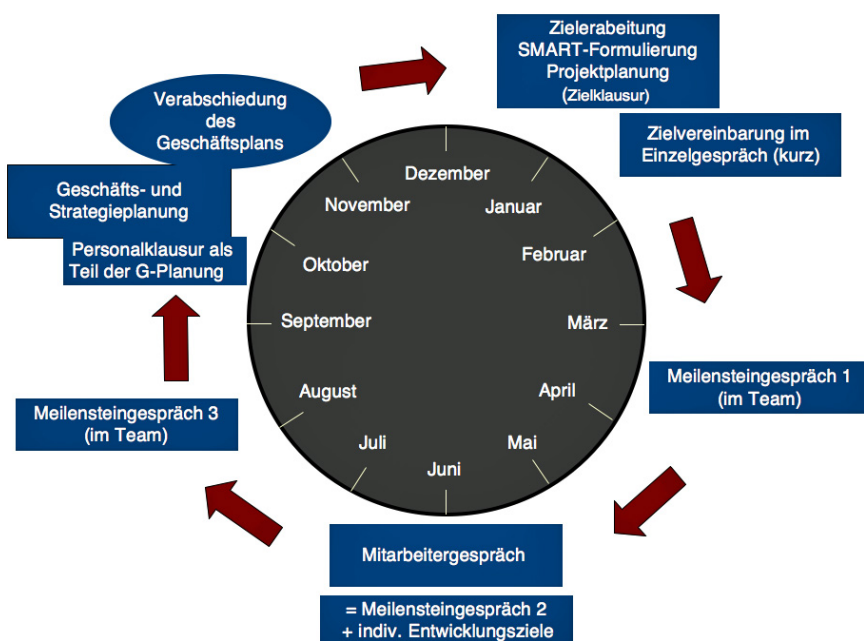 Zielerabeitung
SMART-Formulierung
Projektplanung
(Zielklausur)
Zielvereinbarung im
Einzelgespräch (kurz)
Verabschiedung
des
Geschäftsplans
Geschäfts- und
Strategieplanung
Personalklausur als
Teil der G-Planung
Dezember
Januar
Februar
März
April
Mai
Juni
Juli
August
September
Oktober
November
Meilensteingespräch 1
(im Team)
Mitarbeitergespräch
= Meilensteingespräch 2
+ indiv. Entwicklungsziele
Meilensteingespräch 3
(im Team)